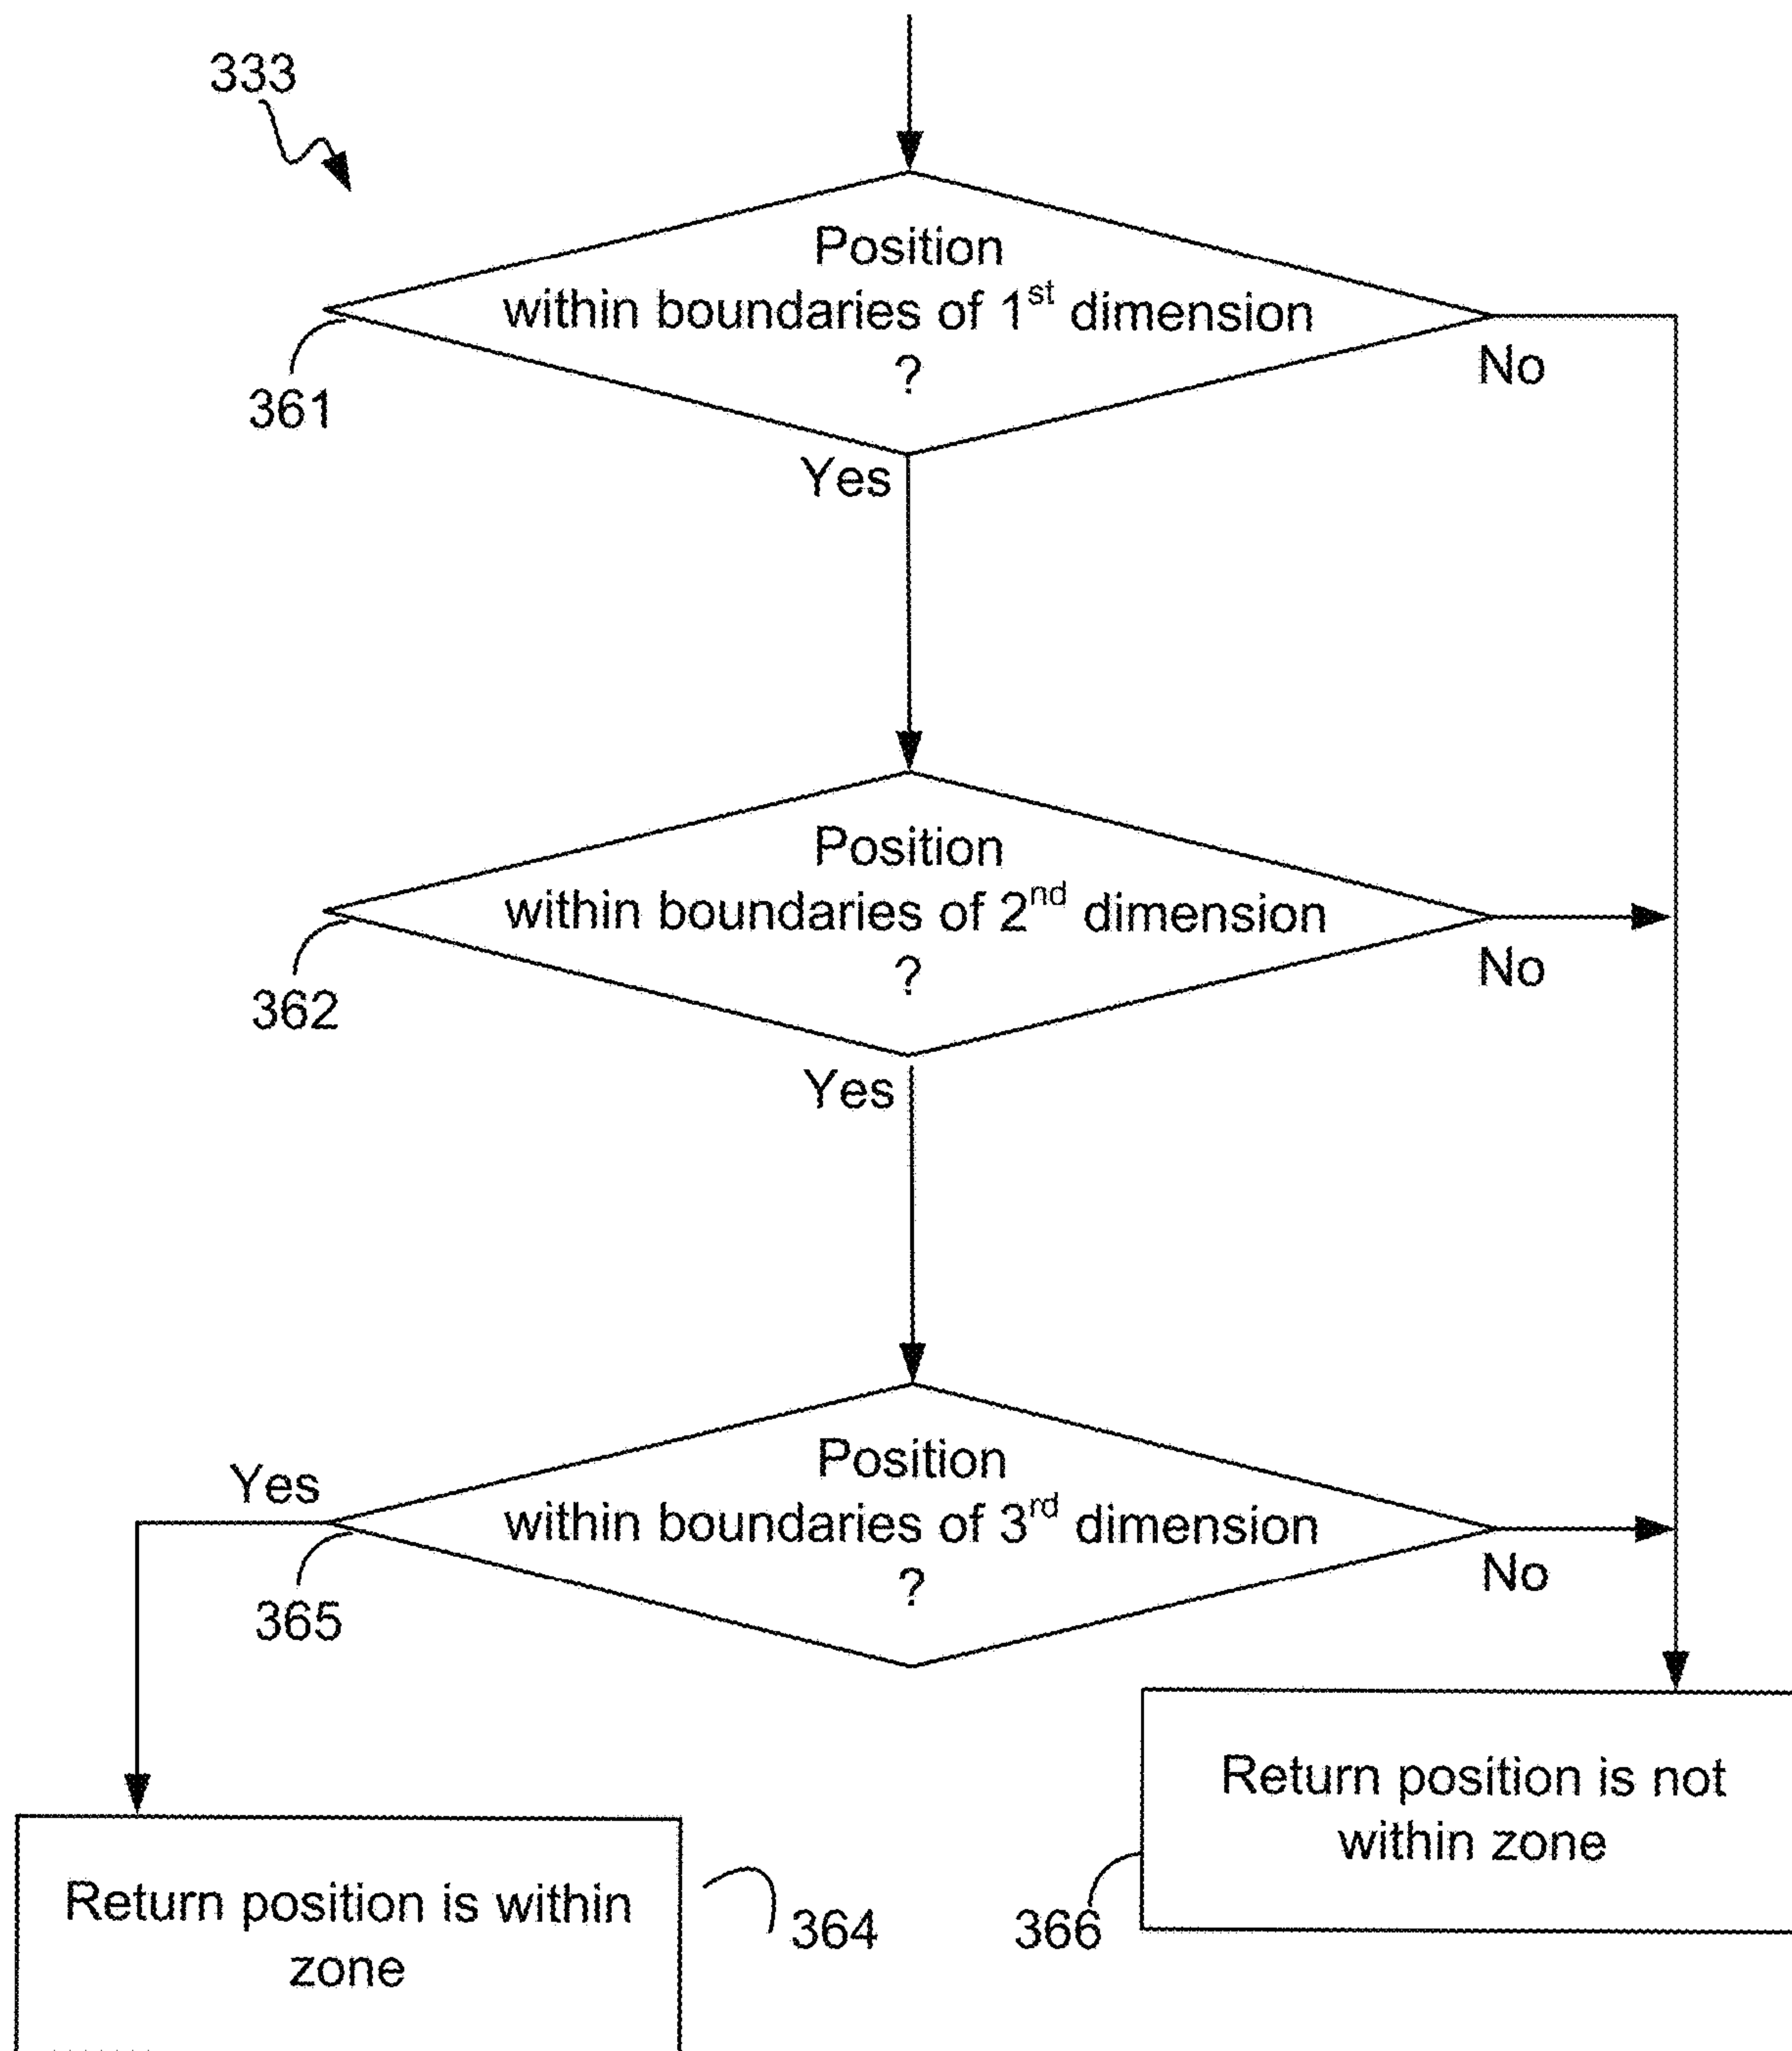 333
Position
within boundaries of 1st dimension
?
361
No
Yes
Position
within boundaries of 2nd dimension
?
362
No
Yes
Position
within boundaries of 3rd dimension
?
Yes
365
No
Return position is not
within zone
366
Return position is within
zone
364